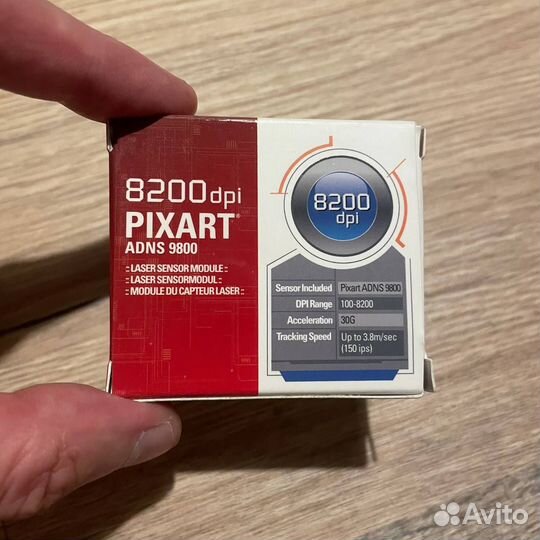 8200dpi
PIXART®
ADNS 9800
:: LASER SENSOR MODULE ::
:: LASER SENSORMODUL ::
:: MODULE DU CAPTEUR LASER ::
8200
dpi
Sensor Included Pixart ADNS 9800
DPI Range 100-8200
Acceleration 30G
Tracking Speed Up to 3.8m/sec
(150 ips)
Avito